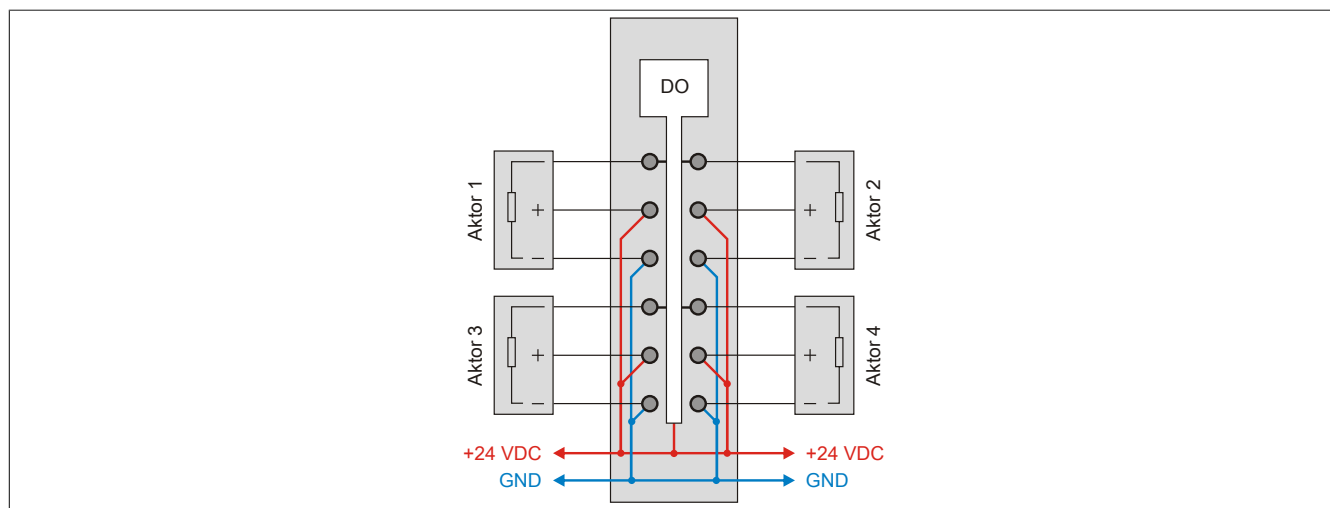 DO
Aktor 1
+
−
Aktor 2
+
−
Aktor 3
+
−
Aktor 4
+
−
+24 VDC
+24 VDC
GND
GND